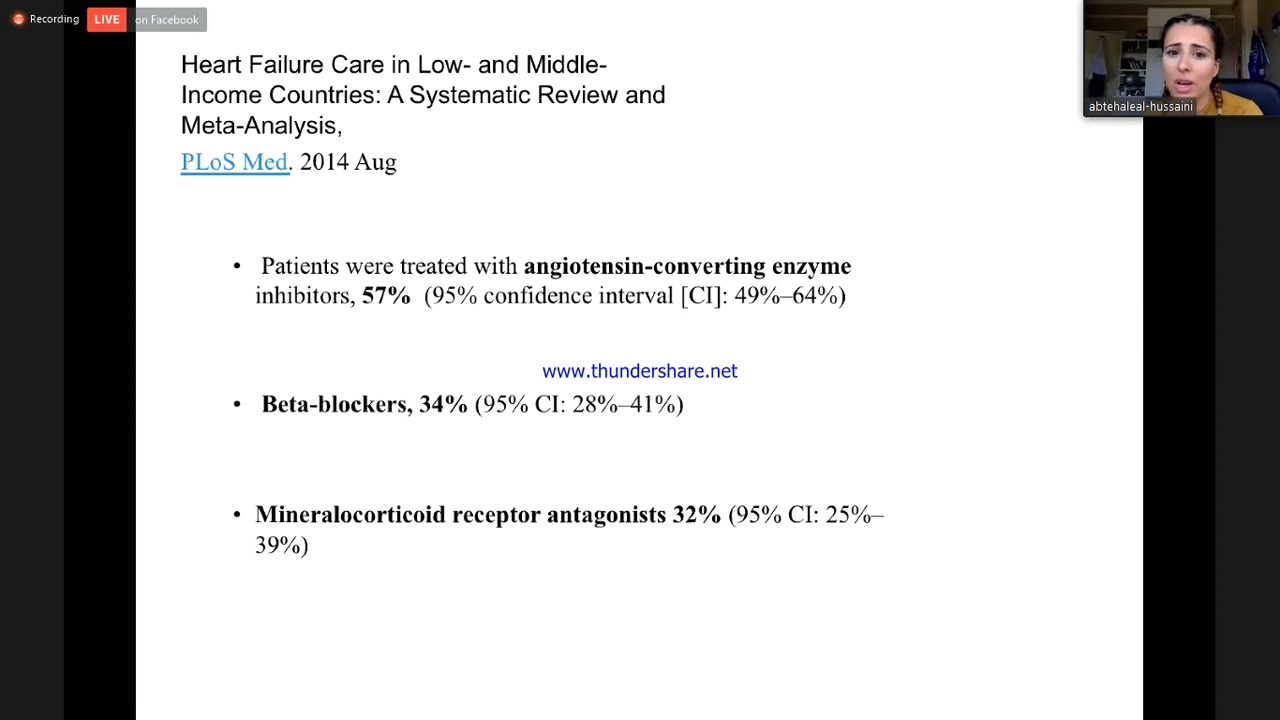 Recording
LIVE on Facebook
Heart Failure Care in Low- and Middle-
Income Countries: A Systematic Review and
Meta-Analysis,
PLoS Med. 2014 Aug
abtehaleal-hussaini
• Patients were treated with angiotensin-converting enzyme
inhibitors, 57% (95% confidence interval [CI]: 49%–64%)
www.thundershare.net
• Beta-blockers, 34% (95% CI: 28%–41%)
• Mineralocorticoid receptor antagonists 32% (95% CI: 25%–
39%)